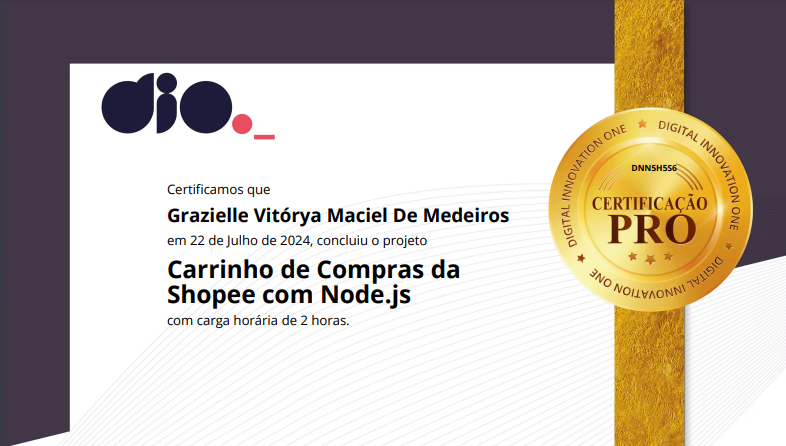 dio._
Certificamos que
Grazielle Vitórya Maciel De Medeiros
em 22 de Julho de 2024, concluiu o projeto
Carrinho de Compras da
Shopee com Node.js
com carga horária de 2 horas.
DIGITAL INNOVATION ONE
DIGITAL INNOVATION ONE
DIGITAL INNOVATION ONE
DNN5H5S6
CERTIFICAÇÃO
PRO